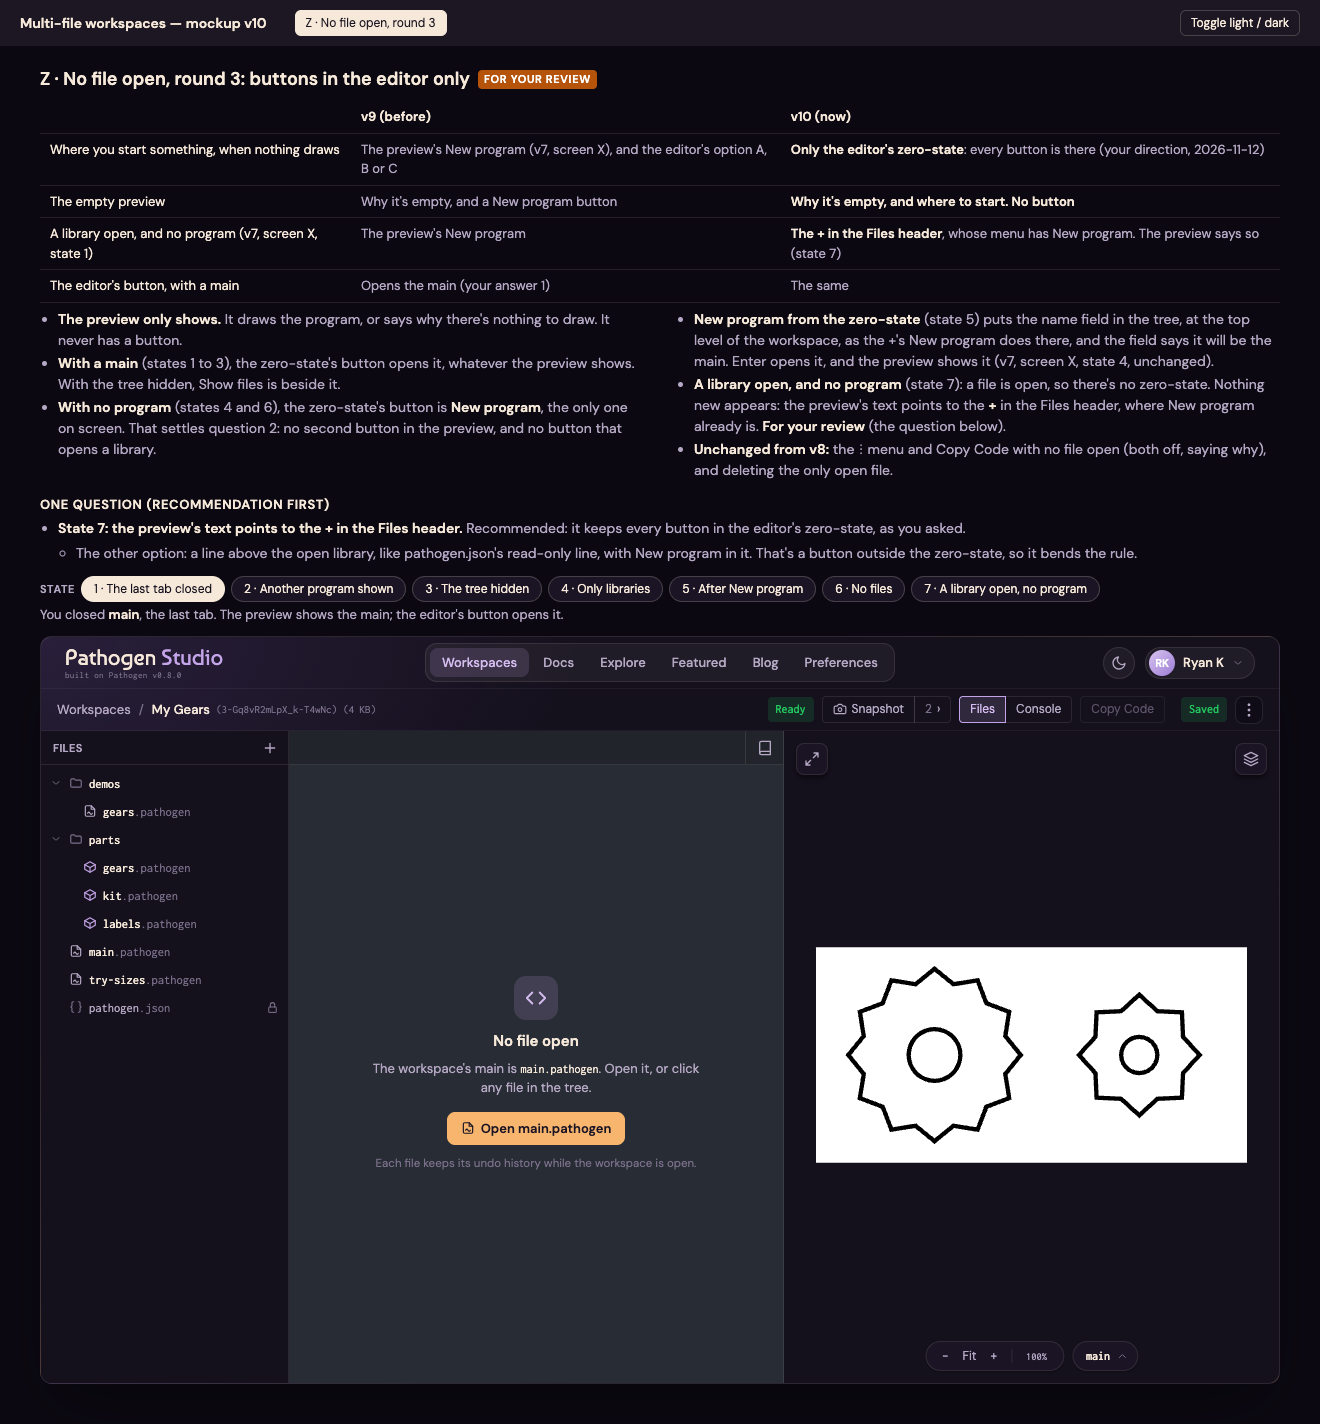 Multi-file workspaces — mockup v10
Z · No file open, round 3
Toggle light / dark
Z · No file open, round 3: buttons in the editor only
FOR YOUR REVIEW
v9 (before)
v10 (now)
Where you start something, when nothing draws
The preview's New program (v7, screen X), and the editor's option A,
B or C
Only the editor's zero-state: every button is there (your direction, 2026-11-12)
The empty preview
Why it's empty, and a New program button
Why it's empty, and where to start. No button
A library open, and no program (v7, screen X,
state 1)
The preview's New program
The + in the Files header, whose menu has New program. The preview says so
(state 7)
The editor's button, with a main
Opens the main (your answer 1)
The same
• The preview only shows. It draws the program, or says why there's nothing to draw. It
never has a button.
• With a main (states 1 to 3), the zero-state's button opens it, whatever the preview shows.
With the tree hidden, Show files is beside it.
• With no program (states 4 and 6), the zero-state's button is New program, the only one
on screen. That settles question 2: no second button in the preview, and no button that
opens a library.
• New program from the zero-state (state 5) puts the name field in the tree, at the top
level of the workspace, as the +'s New program does there, and the field says it will be the
main. Enter opens it, and the preview shows it (v7, screen X, state 4, unchanged).
• A library open, and no program (state 7): a file is open, so there's no zero-state. Nothing
new appears: the preview's text points to the + in the Files header, where New program
already is. For your review (the question below).
• Unchanged from v8: the ⋮ menu and Copy Code with no file open (both off, saying why),
and deleting the only open file.
ONE QUESTION (RECOMMENDATION FIRST)
• State 7: the preview's text points to the + in the Files header. Recommended: it keeps every button in the editor's zero-state, as you asked.
○ The other option: a line above the open library, like pathogen.json's read-only line, with New program in it. That's a button outside the zero-state, so it bends the rule.
STATE
1 · The last tab closed
2 · Another program shown
3 · The tree hidden
4 · Only libraries
5 · After New program
6 · No files
7 · A library open, no program
You closed main, the last tab. The preview shows the main; the editor's button opens it.
Pathogen Studio
built on Pathogen v0.8.0
Workspaces
Docs
Explore
Featured
Blog
Preferences
RK
Ryan K
Workspaces / My Gears (3-Gq8vR2mLpX_k-T4wNc) (4 KB)
Ready
Snapshot
2 ›
Files
Console
Copy Code
Saved
FILES
demos
gears.pathogen
parts
gears.pathogen
kit.pathogen
labels.pathogen
main.pathogen
try-sizes.pathogen
{} pathogen.json
No file open
The workspace's main is main.pathogen. Open it, or click
any file in the tree.
Open main.pathogen
Each file keeps its undo history while the workspace is open.
− Fit + 100%
main